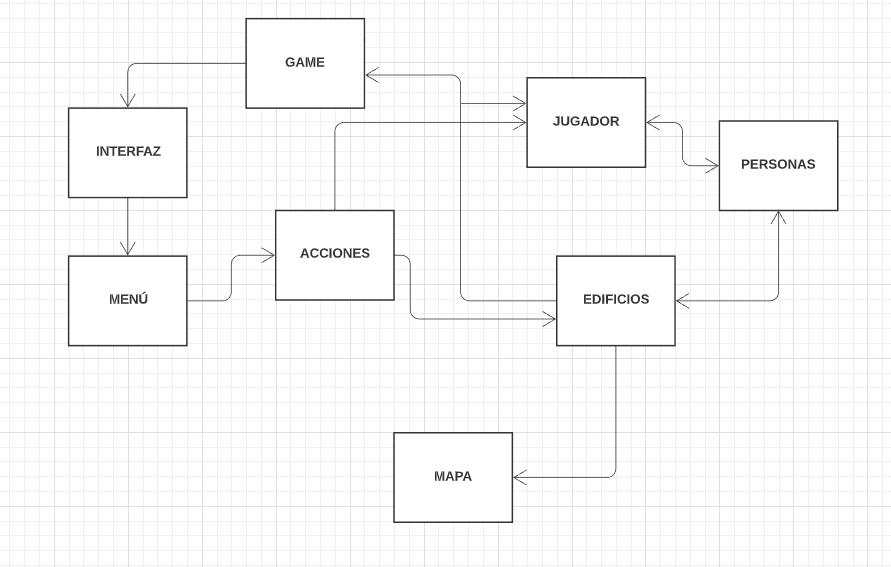 GAME
JUGADOR
INTERFAZ
PERSONAS
ACCIONES
MENÚ
EDIFICIOS
MAPA